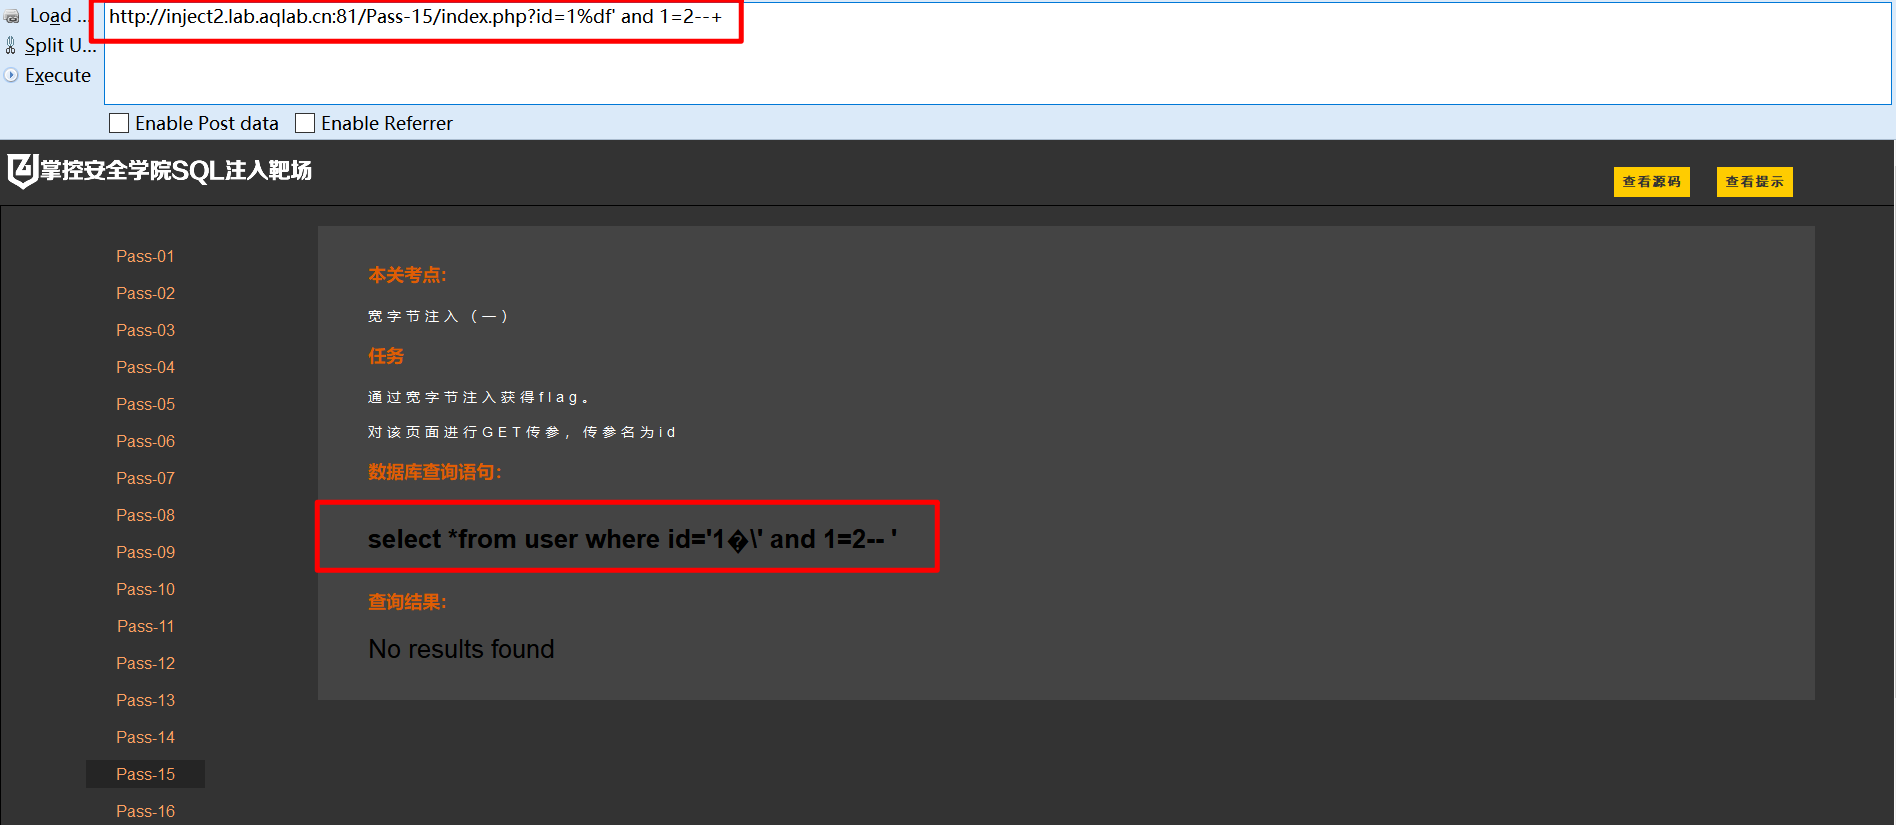 Load ...
http://inject2.lab.aqlab.cn:81/Pass-15/index.php?id=1%df' and 1=2--+
Split U...
Execute
Enable Post data
Enable Referrer
掌控安全学院SQL注入靶场
查看源码
查看提示
Pass-01
Pass-02
Pass-03
Pass-04
Pass-05
Pass-06
Pass-07
Pass-08
Pass-09
Pass-10
Pass-11
Pass-12
Pass-13
Pass-14
Pass-15
Pass-16
本关考点:
宽字节注入（一）
任务
通过宽字节注入获得flag。
对该页面进行GET传参，传参名为id
数据库查询语句:
select *from user where id='1�\' and 1=2-- '
查询结果:
No results found